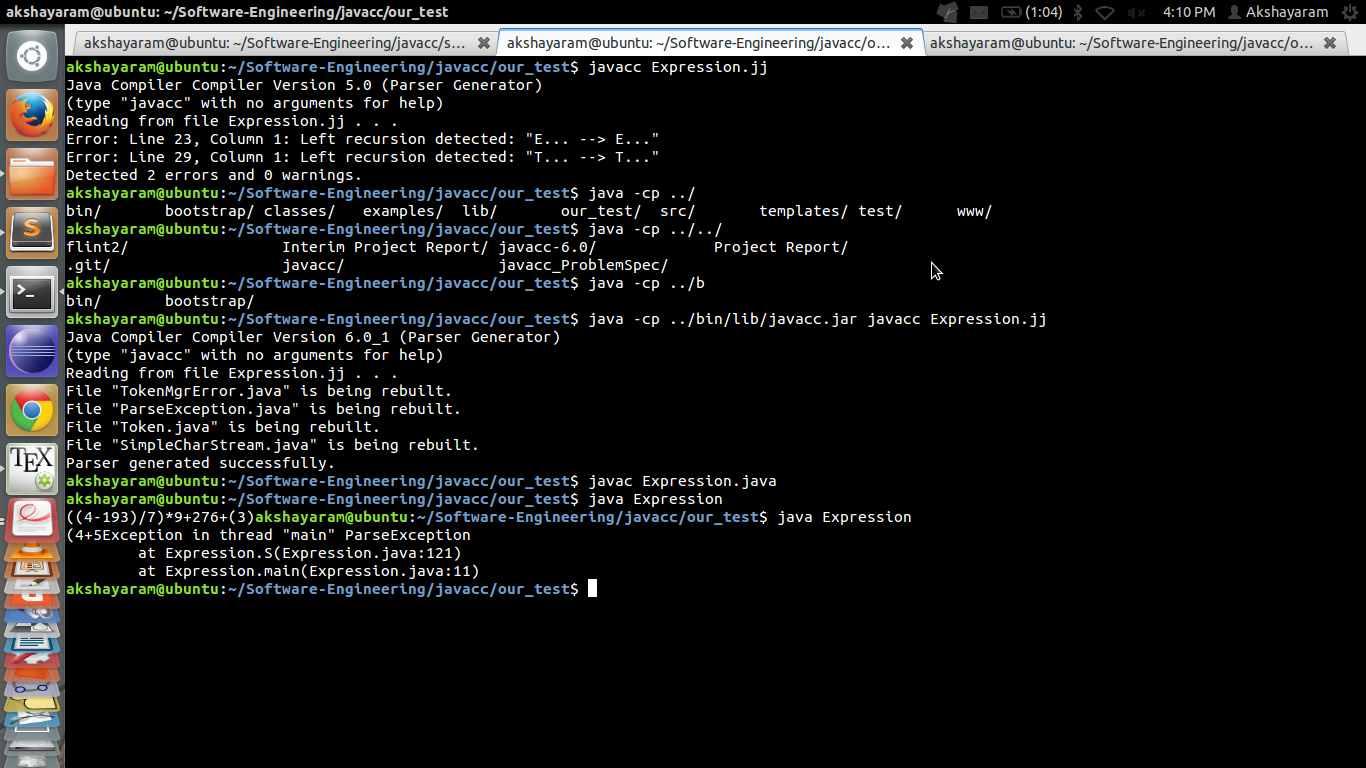 akshayaram@ubuntu: ~/Software-Engineering/javacc/our_test (1:04) 4:10 PM Akshayaram
akshayaram@ubuntu: ~/Software-Engineering/javacc/s... akshayaram@ubuntu: ~/Software-Engineering/javacc/o... akshayaram@ubuntu: ~/Software-Engineering/javacc/o...
akshayaram@ubuntu:~/Software-Engineering/javacc/our_test$ javacc Expression.jj
Java Compiler Compiler Version 5.0 (Parser Generator)
(type "javacc" with no arguments for help)
Reading from file Expression.jj . . .
Error: Line 23, Column 1: Left recursion detected: "E... --> E..."
Error: Line 29, Column 1: Left recursion detected: "T... --> T..."
Detected 2 errors and 0 warnings.
akshayaram@ubuntu:~/Software-Engineering/javacc/our_test$ java -cp ../
bin/ bootstrap/ classes/ examples/ lib/ our_test/ src/ templates/ test/ www/
akshayaram@ubuntu:~/Software-Engineering/javacc/our_test$ java -cp ../../
flint2/ Interim Project Report/ javacc-6.0/ Project Report/
.git/ javacc/ javacc_ProblemSpec/
akshayaram@ubuntu:~/Software-Engineering/javacc/our_test$ java -cp ../b
bin/ bootstrap/
akshayaram@ubuntu:~/Software-Engineering/javacc/our_test$ java -cp ../bin/lib/javacc.jar javacc Expression.jj
Java Compiler Compiler Version 6.0_1 (Parser Generator)
(type "javacc" with no arguments for help)
Reading from file Expression.jj . . .
File "TokenMgrError.java" is being rebuilt.
File "ParseException.java" is being rebuilt.
File "Token.java" is being rebuilt.
File "SimpleCharStream.java" is being rebuilt.
Parser generated successfully.
akshayaram@ubuntu:~/Software-Engineering/javacc/our_test$ javac Expression.java
akshayaram@ubuntu:~/Software-Engineering/javacc/our_test$ java Expression
((4-193)/7)*9+276+(3)akshayaram@ubuntu:~/Software-Engineering/javacc/our_test$ java Expression
(4+5Exception in thread "main" ParseException
at Expression.S(Expression.java:121)
at Expression.main(Expression.java:11)
akshayaram@ubuntu:~/Software-Engineering/javacc/our_test$
S
>_
TEX